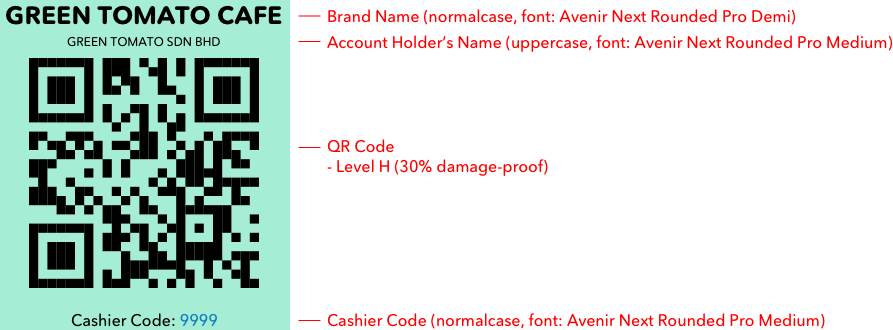 GREEN TOMATO CAFE
Brand Name (normalcase, font: Avenir Next Rounded Pro Demi)
GREEN TOMATO SDN BHD
Account Holder’s Name (uppercase, font: Avenir Next Rounded Pro Medium)
QR Code
- Level H (30% damage-proof)
Cashier Code: 9999
Cashier Code (normalcase, font: Avenir Next Rounded Pro Medium)